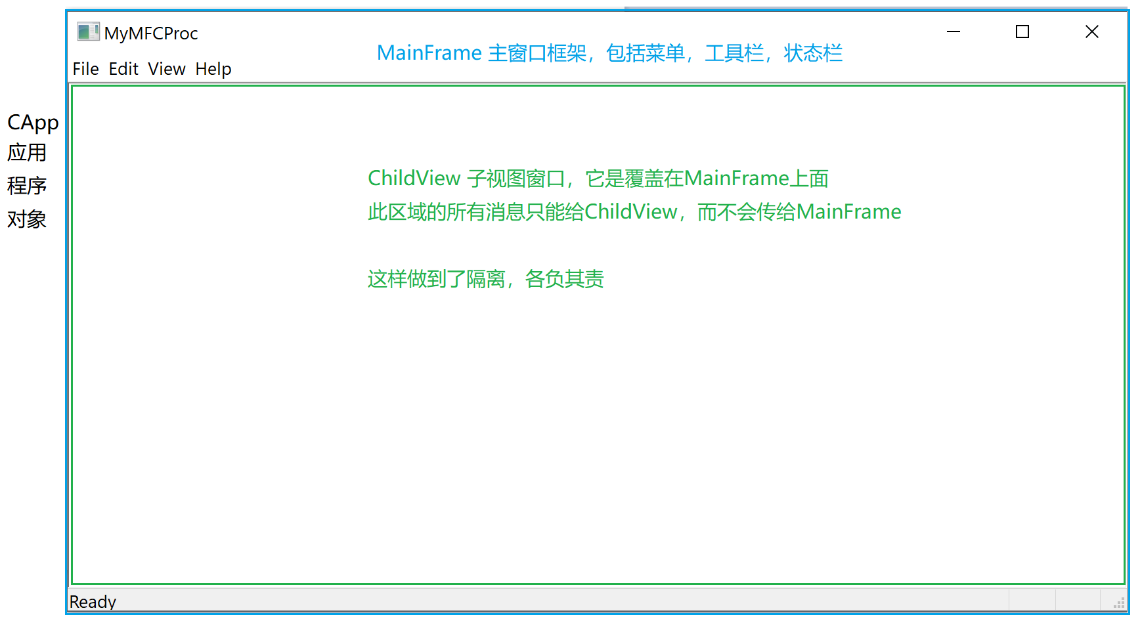 MyMFCProc
MainFrame 主窗口框架，包括菜单，工具栏，状态栏
File Edit View Help
CApp
应用
程序
对象
ChildView 子视图窗口，它是覆盖在MainFrame上面
此区域的所有消息只能给ChildView，而不会传给MainFrame
这样做到了隔离，各负其责
Ready